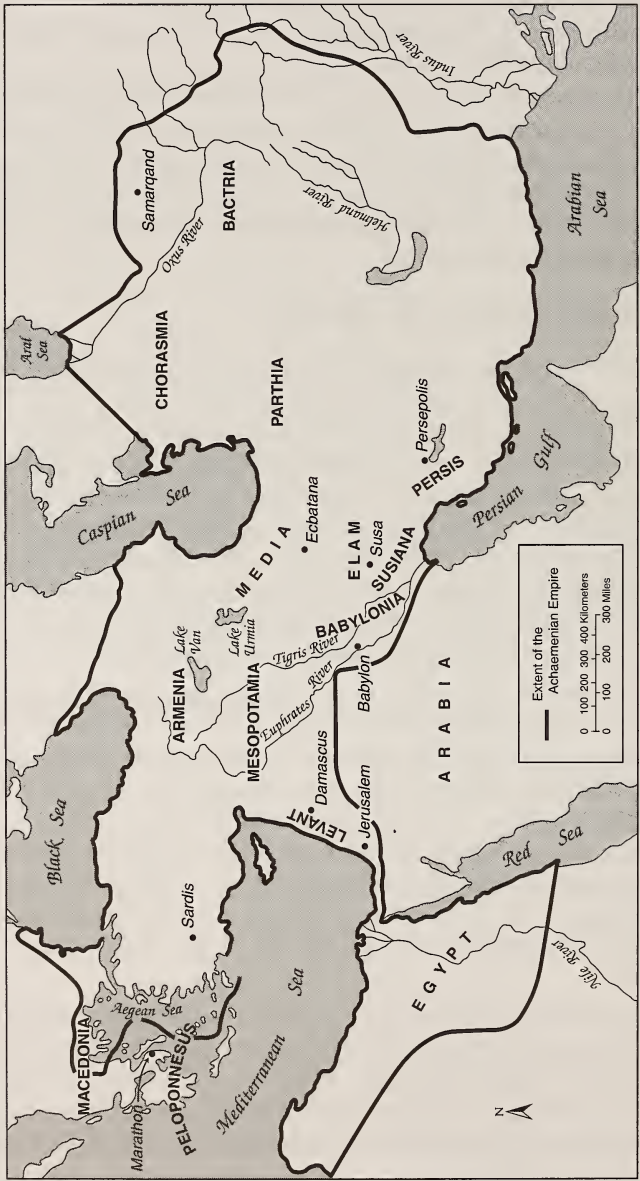 MACEDONIA
Marathon
PELOPONNESUS
Aegean Sea
Black Sea
Sardis
Mediterranean Sea
EGYPT
Nile River
Red Sea
N
Caspian Sea
Aral Sea
ARMENIA
Lake Van
Lake Urmia
MESOPOTAMIA
Tigris River
Euphrates River
LEVANT
Damascus
Jerusalem
Babylon
BABYLONIA
ARABIA
MEDIA
Ecbatana
ELAM
Susa
SUSIANA
PERSIS
Persepolis
Persian Gulf
CHORASMIA
PARTHIA
Oxus River
Samarqand
BACTRIA
Helmand River
Indus River
Arabian Sea
Extent of the
Achaemenian Empire
0 100 200 300 400 Kilometers
0 100 200 300 Miles